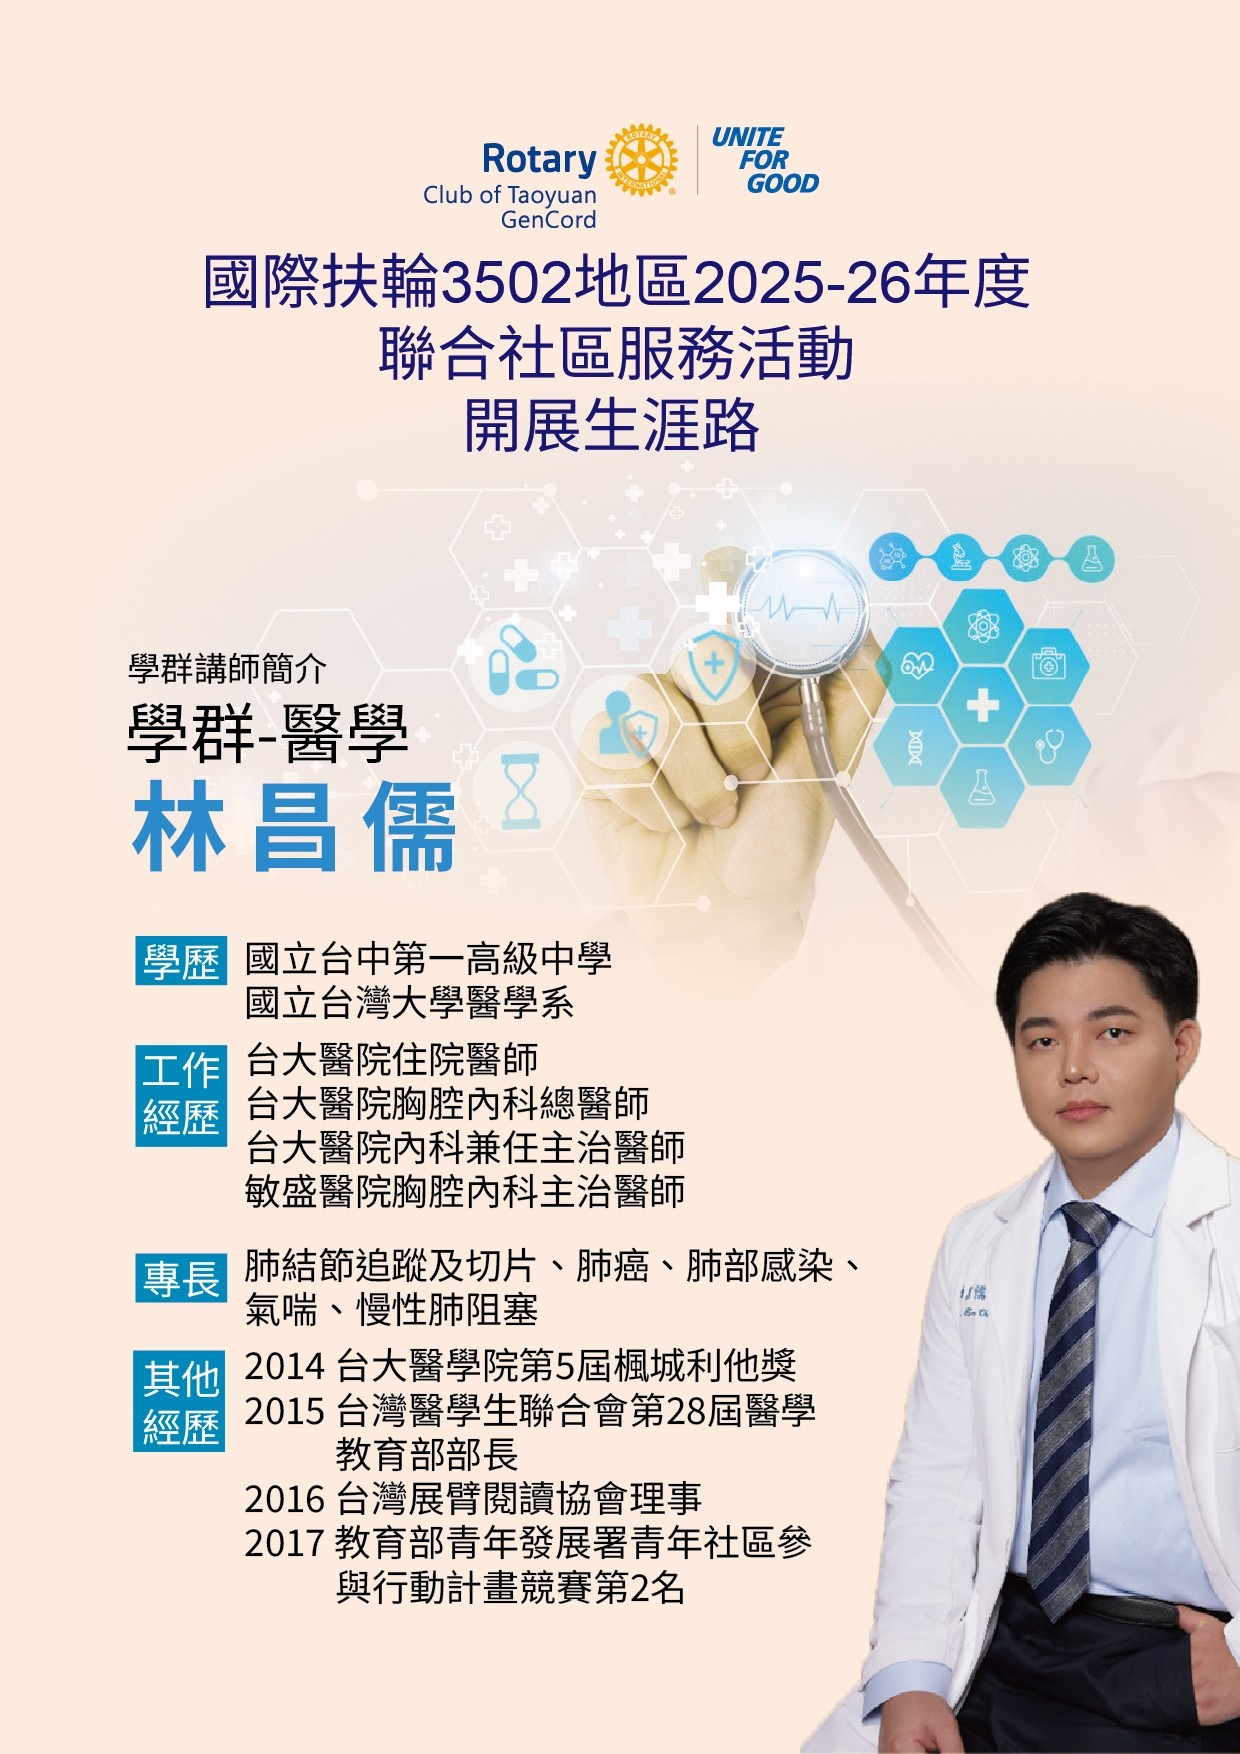 Rotary
Club of Taoyuan
GenCord
UNITE
FOR
GOOD
國際扶輪3502地區2025-26年度
聯合社區服務活動
開展生涯路
學群講師簡介
學群-醫學
林昌儒
學歷
國立台中第一高級中學
國立台灣大學醫學系
工作
經歷
台大醫院住院醫師
台大醫院胸腔內科總醫師
台大醫院內科兼任主治醫師
敏盛醫院胸腔內科主治醫師
專長
肺結節追蹤及切片、肺癌、肺部感染、
氣喘、慢性肺阻塞
其他
經歷
2014 台大醫學院第5屆楓城利他獎
2015 台灣醫學生聯合會第28屆醫學
教育部部長
2016 台灣展臂閱讀協會理事
2017 教育部青年發展署青年社區參
與行動計畫競賽第2名